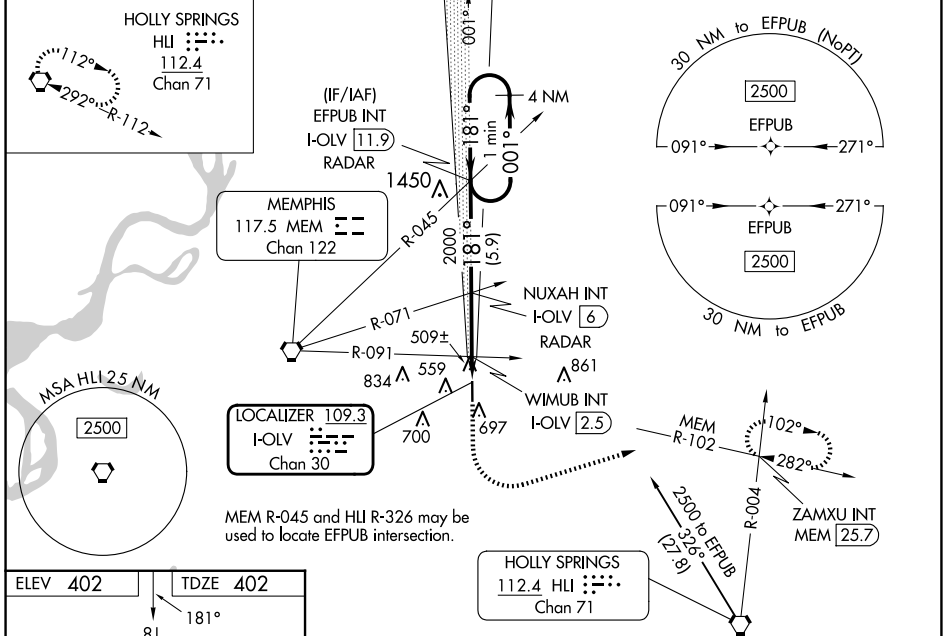 HOLLY SPRINGS
HLI
112.4
Chan 71
112°
292°
R-112
001°
(IF/IAF)
EFPUB INT
I-OLV 11.9
RADAR
4 NM
181°
1 min
001°
1450
30 NM to EFPUB (NoPT)
2500
EFPUB
091°
271°
091°
271°
EFPUB
2500
30 NM to EFPUB
MEMPHIS
117.5 MEM
Chan 122
R-045
2000
181°
(5.9)
R-071
NUXAH INT
I-OLV 6
RADAR
509±
R-091
834
559
861
WIMUB INT
I-OLV 2.5
MSA HLI 25 NM
2500
LOCALIZER 109.3
I-OLV
Chan 30
700
697
MEM
R-102
102°
282°
R-004
ZAMXU INT
MEM 25.7
MEM R-045 and HLI R-326 may be
used to locate EFPUB intersection.
2500 to EFPUB
326°
(27.8)
HOLLY SPRINGS
112.4 HLI
Chan 71
ELEV 402
TDZE 402
181°